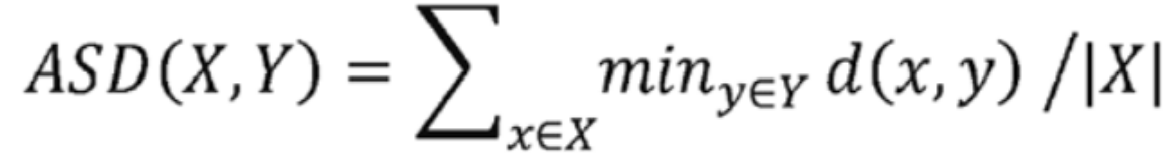 ASD(X,Y) = ∑_{x∈X} min_{y∈Y} d(x,y) /|X|